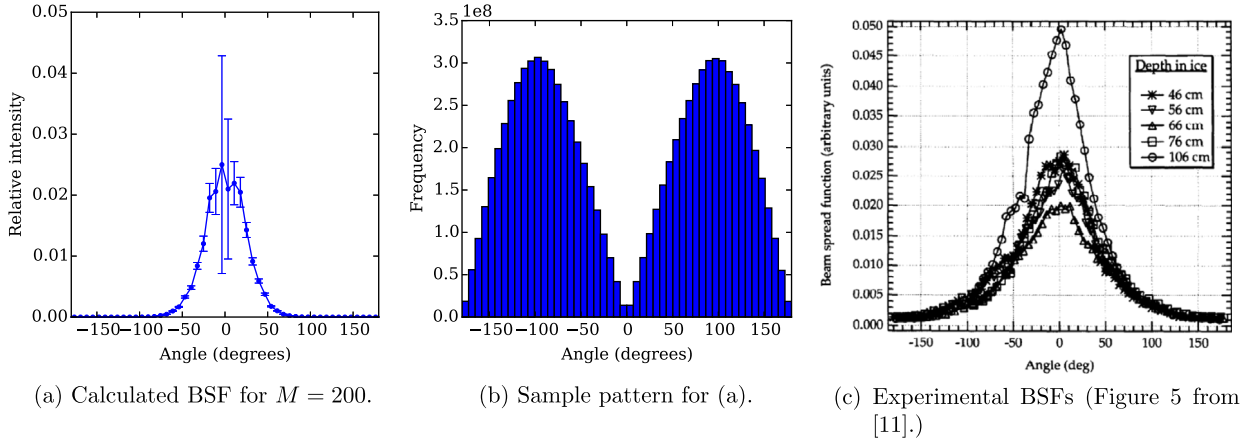 0.05
0.04
0.03
0.02
0.01
0.00
Relative intensity
−150 −100 −50 0 50 100 150
Angle (degrees)
(a) Calculated BSF for M = 200.
1e8
3.5
3.0
2.5
2.0
1.5
1.0
0.5
0.0
Frequency
−150 −100 −50 0 50 100 150
Angle (degrees)
(b) Sample pattern for (a).
0.050
0.045
0.040
0.035
0.030
0.025
0.020
0.015
0.010
0.005
0.000
Beam spread function (arbitrary units)
Depth in ice
46 cm
56 cm
66 cm
76 cm
106 cm
-150 -100 -50 0 50 100 150
Angle (deg)
(c) Experimental BSFs (Figure 5 from
[11].)